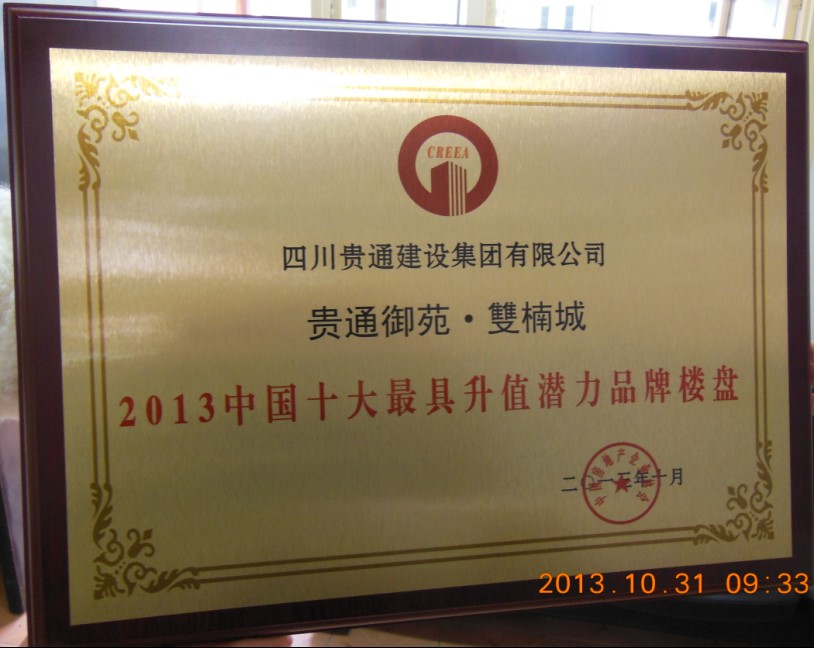 CREEA
四川贵通建设集团有限公司
贵通御苑·雙楠城
2013中国十大最具升值潜力品牌楼盘
二〇一三年十月
2013.10.31 09:33